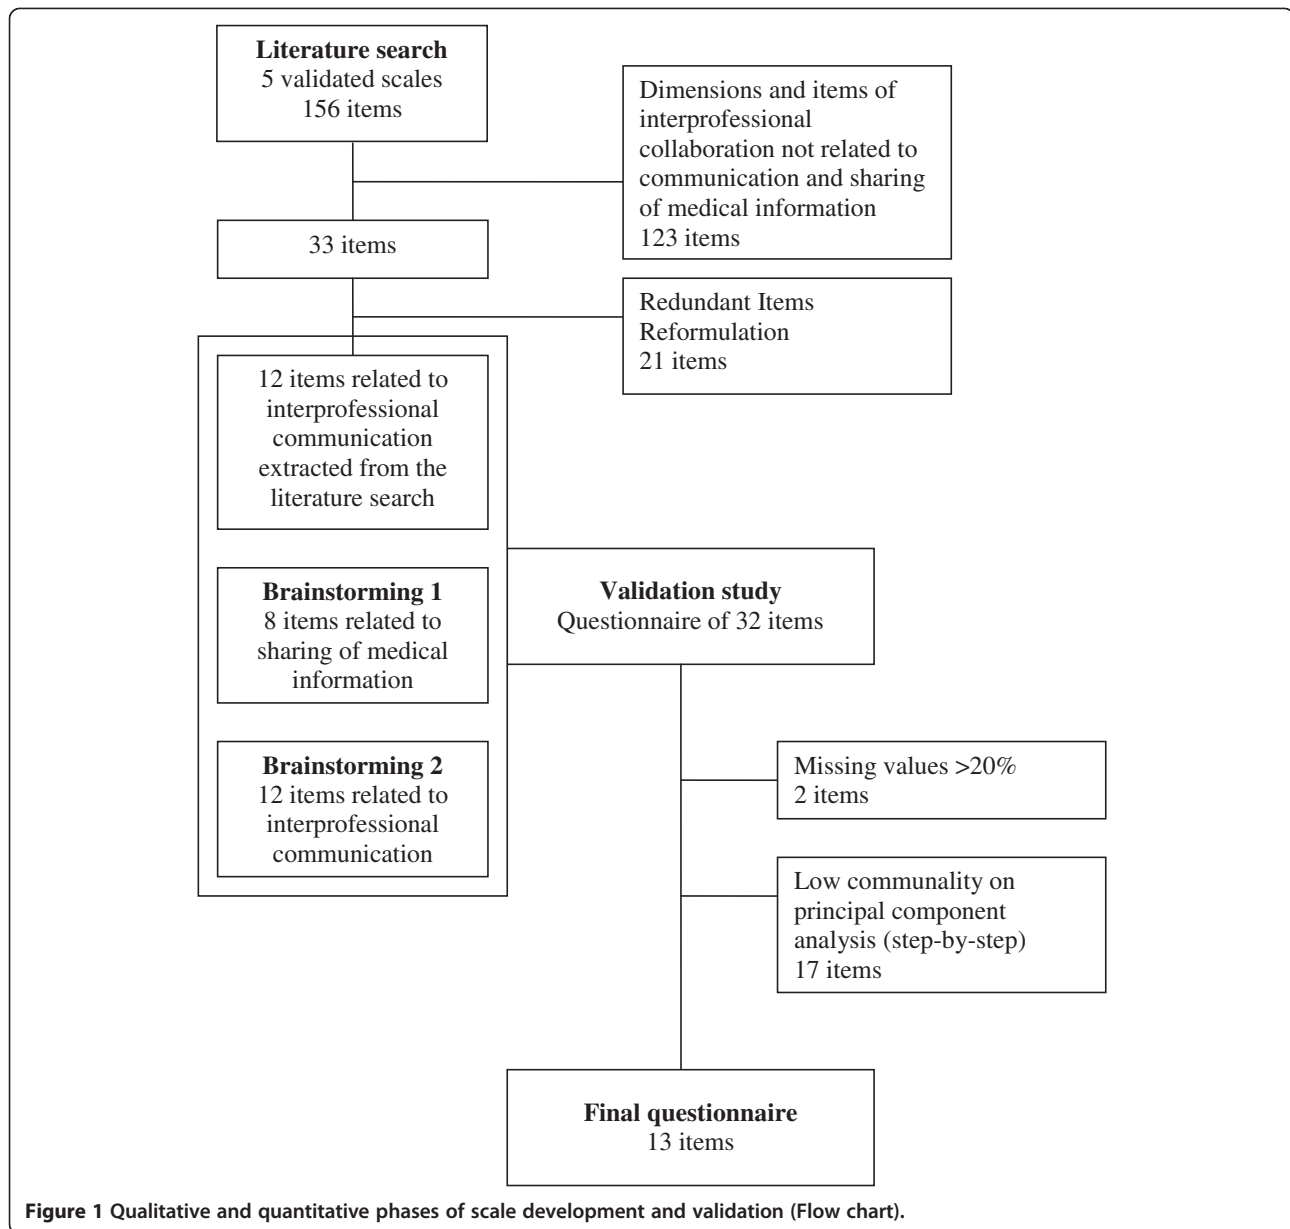 Literature search
5 validated scales
156 items
Dimensions and items of
interprofessional
collaboration not related to
communication and sharing
of medical information
123 items
33 items
Redundant Items
Reformulation
21 items
12 items related to
interprofessional
communication
extracted from the
literature search
Brainstorming 1
8 items related to
sharing of medical
information
Brainstorming 2
12 items related to
interprofessional
communication
Validation study
Questionnaire of 32 items
Missing values >20%
2 items
Low communality on
principal component
analysis (step-by-step)
17 items
Final questionnaire
13 items
Figure 1 Qualitative and quantitative phases of scale development and validation (Flow chart).